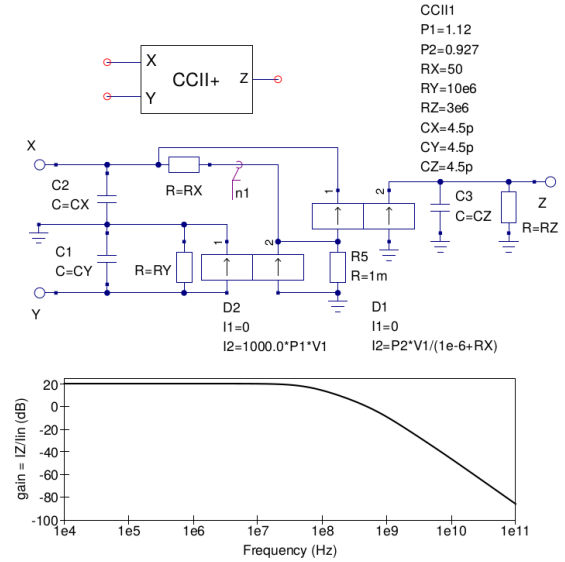 CCII1
P1=1.12
P2=0.927
RX=50
RY=10e6
RZ=3e6
CX=4.5p
CY=4.5p
CZ=4.5p
X
Y
CCII+
Z
X
C2
C=CX
R=RX
n1
1
2
C3
C=CZ
Z
R=RZ
C1
C=CY
R=RY
1
2
R5
R=1m
Y
D2
I1=0
I2=1000.0*P1*V1
D1
I1=0
I2=P2*V1/(1e-6+RX)
gain = IZ/Iin (dB)
20
0
-20
-40
-60
-80
-100
1e4
1e5
1e6
1e7
1e8
1e9
1e10
1e11
Frequency (Hz)